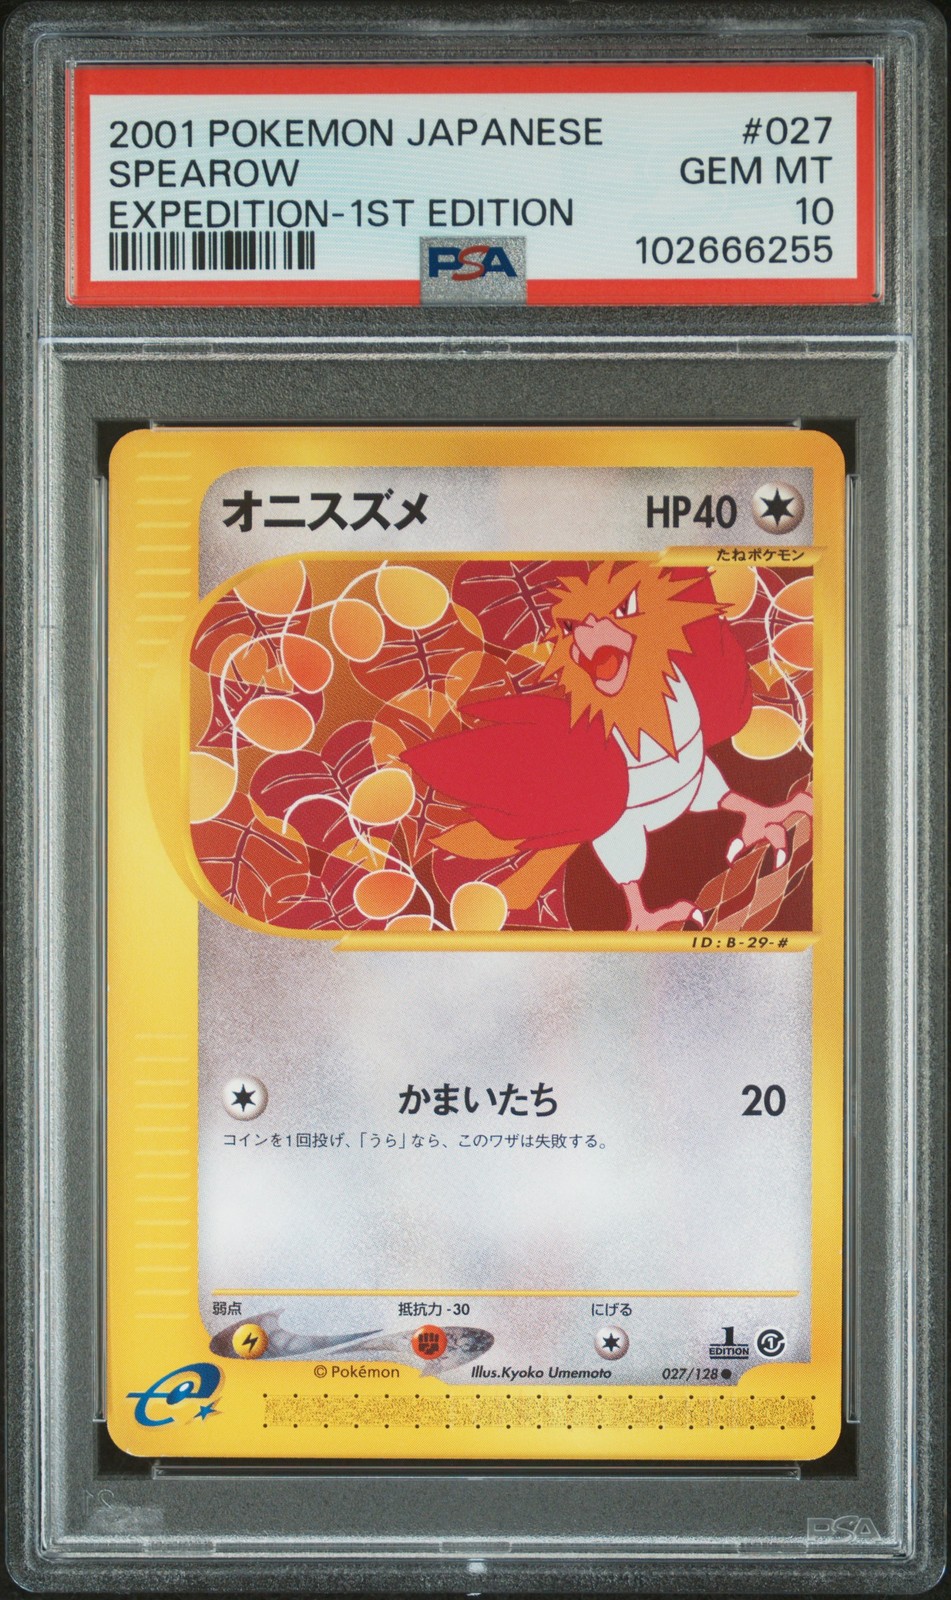 2001 POKEMON JAPANESE #027
SPEAROW GEM MT
EXPEDITION-1ST EDITION 10
102666255
PSA
オニスズメ HP40
たねポケモン
ID:B-29-#
かまいたち 20
コインを1回投げ、「うら」なら、このワザは失敗する。
弱点 抵抗力-30 にげる
1 EDITION
© Pokémon Illus.Kyoko Umemoto 027/128●
e
PSA